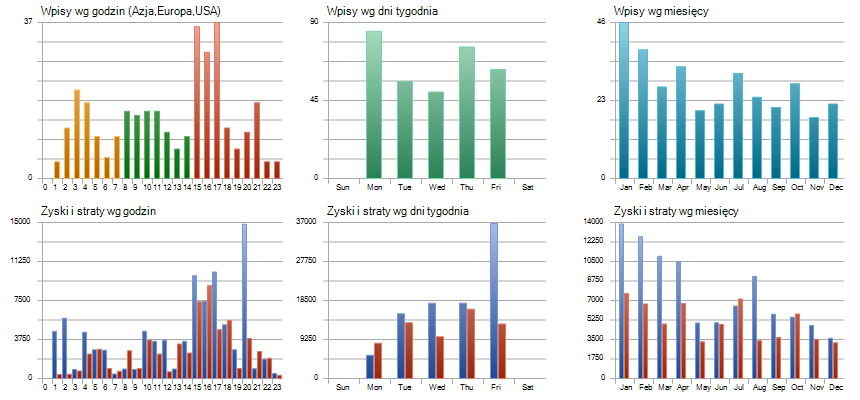 Wpisy wg godzin (Azja,Europa,USA)
37
0
0 1 2 3 4 5 6 7 8 9 10 11 12 13 14 15 16 17 18 19 20 21 22 23
Wpisy wg dni tygodnia
90
45
0
Sun Mon Tue Wed Thu Fri Sat
Wpisy wg miesięcy
46
23
0
Jan Feb Mar Apr May Jun Jul Aug Sep Oct Nov Dec
Zyski i straty wg godzin
15000
11250
7500
3750
0
0 1 2 3 4 5 6 7 8 9 10 11 12 13 14 15 16 17 18 19 20 21 22 23
Zyski i straty wg dni tygodnia
37000
27750
18500
9250
0
Sun Mon Tue Wed Thu Fri Sat
Zyski i straty wg miesięcy
14000
12250
10500
8750
7000
5250
3500
1750
0
Jan Feb Mar Apr May Jun Jul Aug Sep Oct Nov Dec